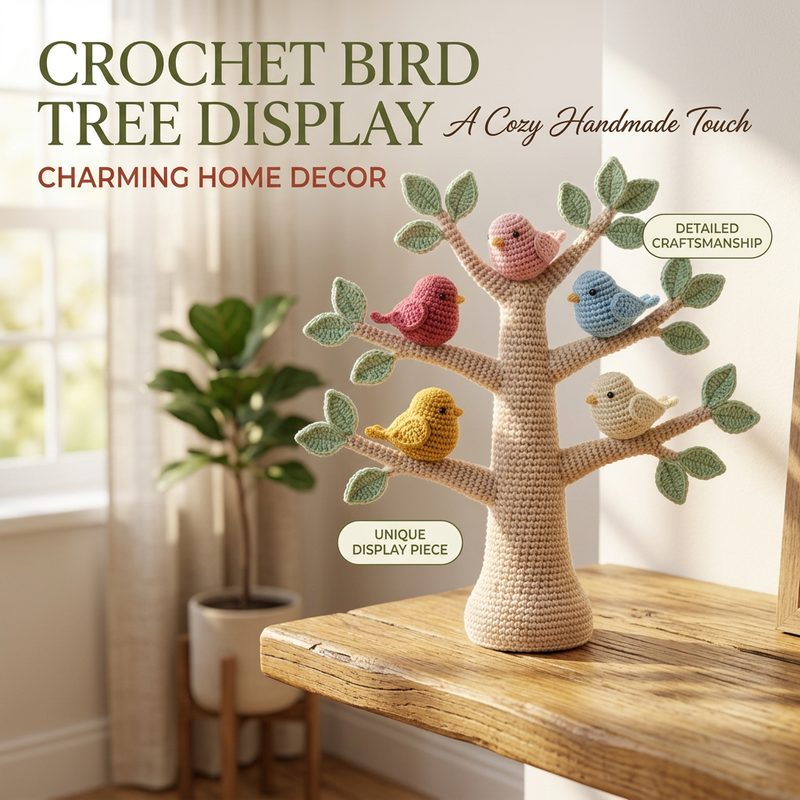 CROCHET BIRD
TREE DISPLAY
A Cozy Handmade Touch
CHARMING HOME DECOR
DETAILED
CRAFTSMANSHIP
UNIQUE
DISPLAY PIECE